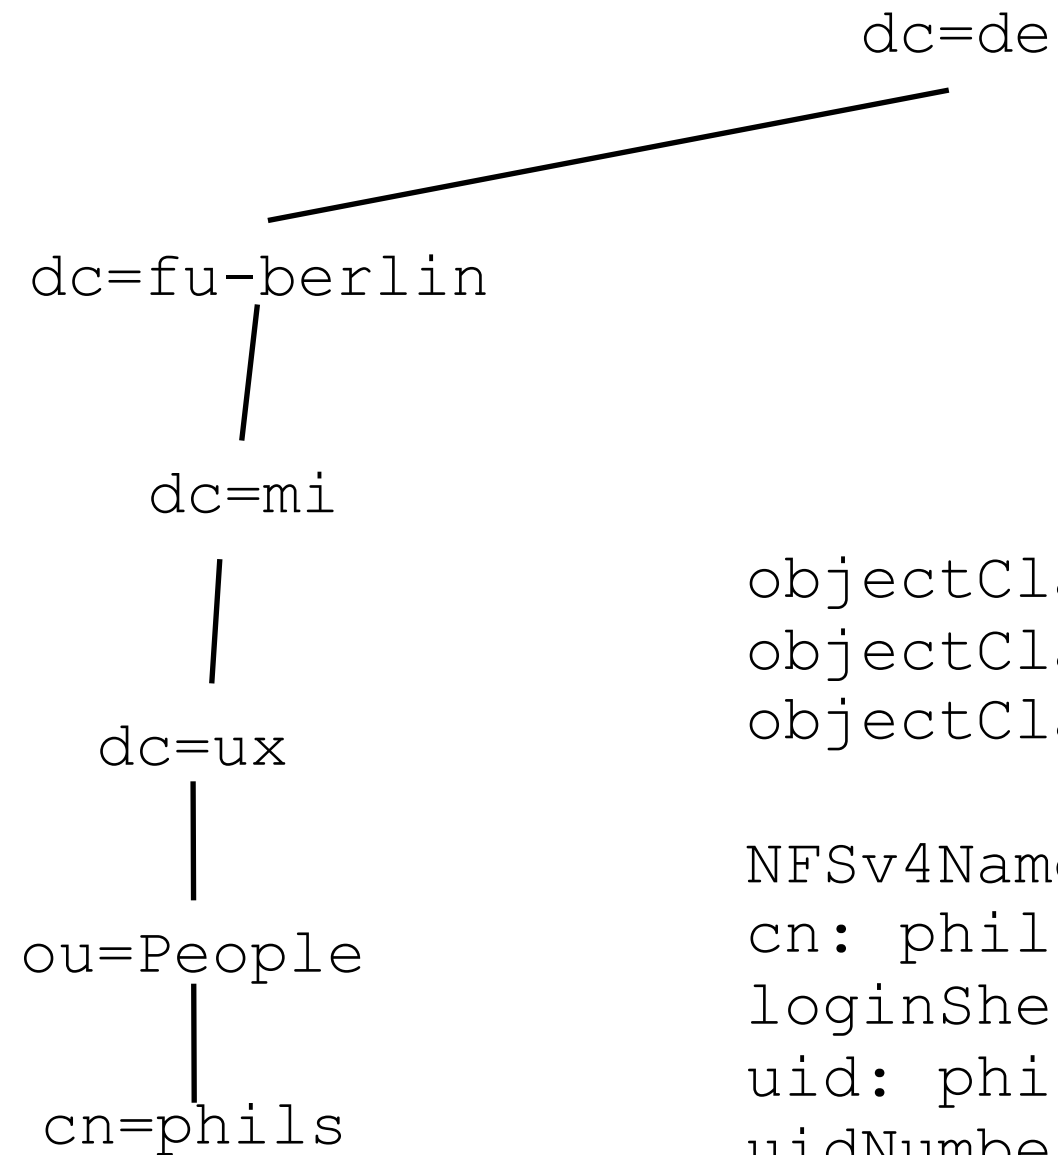 dc=de
dc=fu-berlin
dc=mi
objectCl
objectCl
objectCl
dc=ux
NFSv4Nam
ou=People
cn: phil
loginShe
uid: phi
cn=phils
uidNumbe